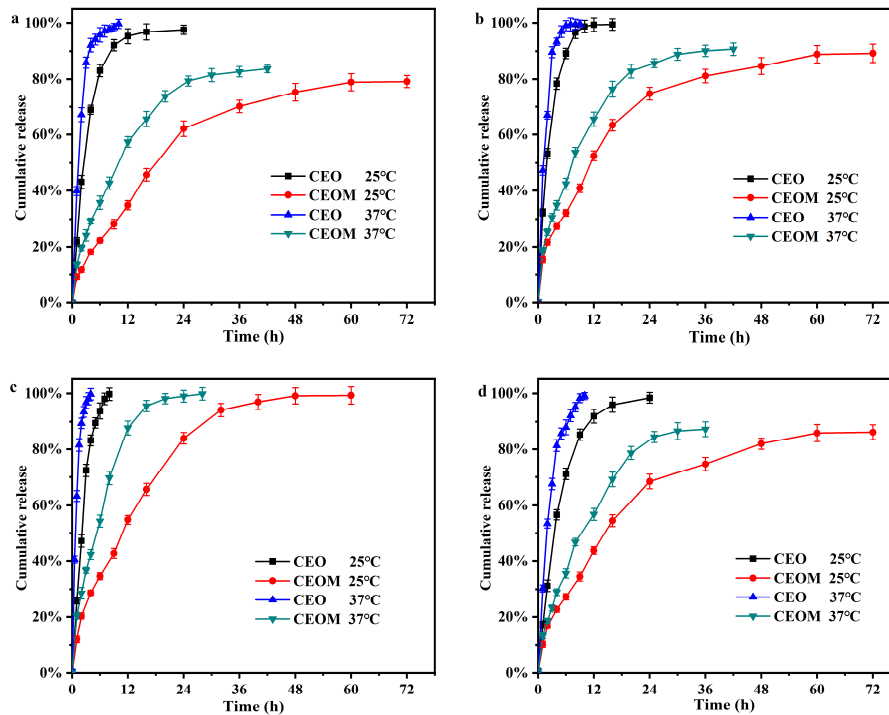 a
Cumulative release
100%
80%
60%
40%
20%
0%
CEO 25°C
CEOM 25°C
CEO 37°C
CEOM 37°C
0 12 24 36 48 60 72
Time (h)
b
Cumulative release
100%
80%
60%
40%
20%
0%
CEO 25°C
CEOM 25°C
CEO 37°C
CEOM 37°C
0 12 24 36 48 60 72
Time (h)
c
Cumulative release
100%
80%
60%
40%
20%
0%
CEO 25°C
CEOM 25°C
CEO 37°C
CEOM 37°C
0 12 24 36 48 60 72
Time (h)
d
Cumulative release
100%
80%
60%
40%
20%
0%
CEO 25°C
CEOM 25°C
CEO 37°C
CEOM 37°C
0 12 24 36 48 60 72
Time (h)